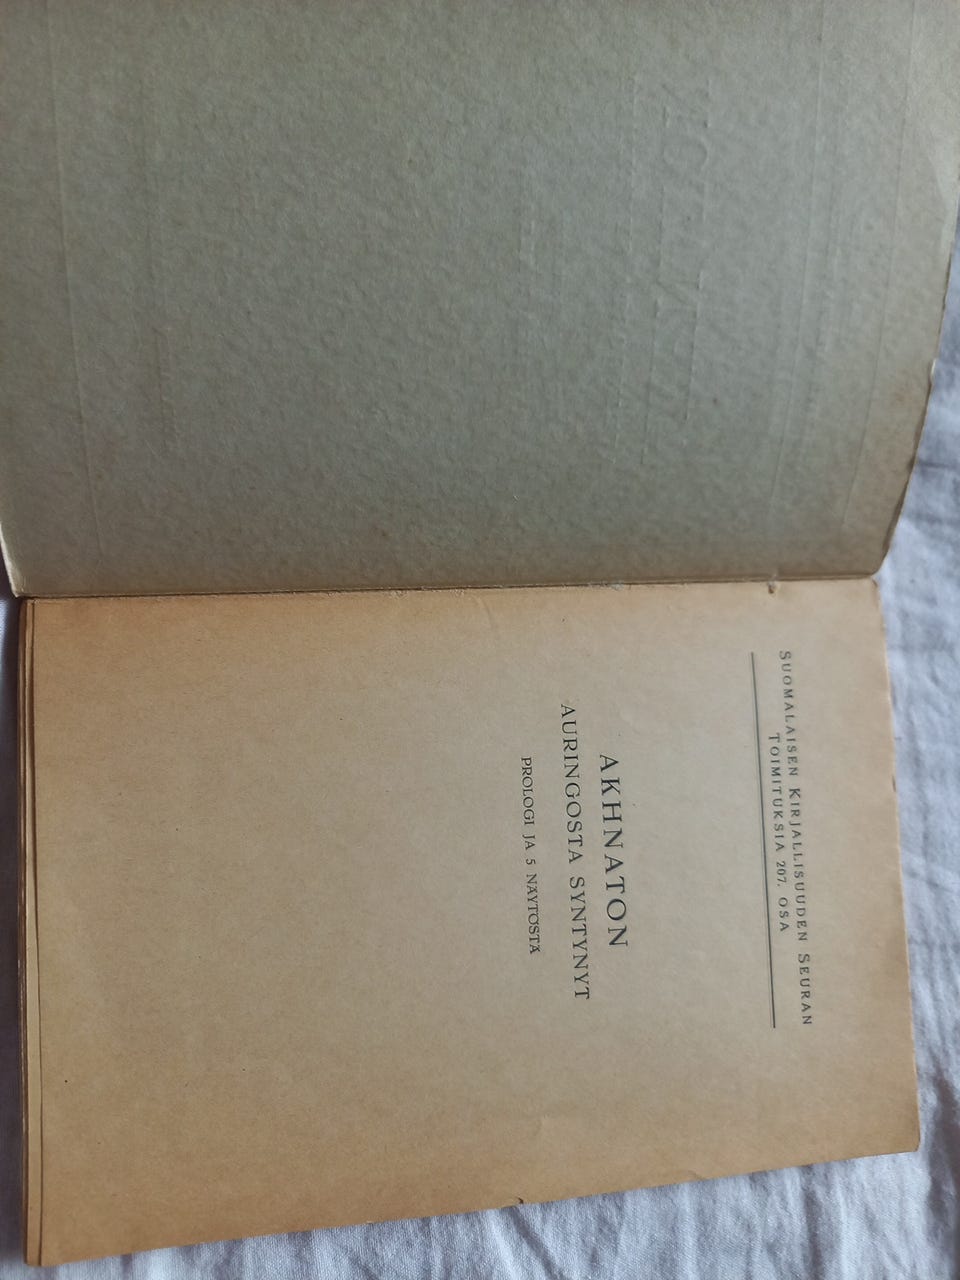 SUOMALAISEN KIRJALLISUUDEN SEURAN
TOIMITUKSIA 207. OSA
AKHNATON
AURINGOSTA SYNTYNYT
PROLOGI JA 5 NÄYTÖSTÄ